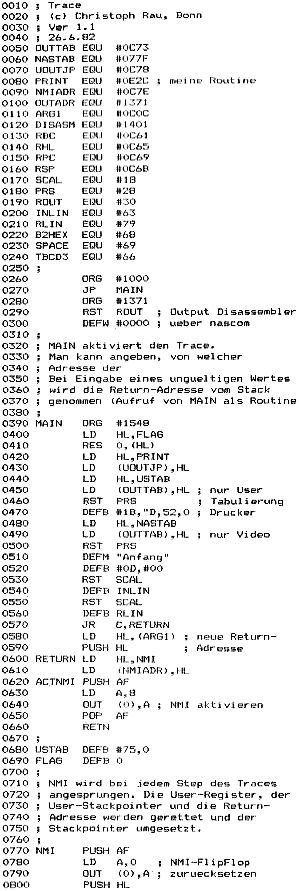 0010 ; Trace
0020 ; (c) Christoph Rau, Bonn
0030 ; Ver 1.1
0040 ; 26.6.82
0050 OUTTAB EQU #0C73
0060 NASTAB EQU #077F
0070 UOUTJP EQU #0C78
0080 PRINT EQU #0E2C ; meine Routine
0090 NMIADR EQU #0C7E
0100 OUTADR EQU #1371
0110 ARG1 EQU #0C0C
0120 DISASM EQU #1401
0130 RBC EQU #0C61
0140 RHL EQU #0C65
0150 RPC EQU #0C69
0160 RSP EQU #0C6B
0170 SCAL EQU #18
0180 PRS EQU #28
0190 ROUT EQU #30
0200 INLIN EQU #63
0210 RLIN EQU #79
0220 B2HEX EQU #68
0230 SPACE EQU #69
0240 TBCD3 EQU #66
0250 ;
0260 ORG #1000
0270 JP MAIN
0280 ORG #1371
0290 RST ROUT ; Output Disassembler
0300 DEFW #0000 ; ueber nascom
0310 ;
0320 ; MAIN aktiviert den Trace.
0330 ; Man kann angeben, von welcher
0340 ; Adresse der
0350 ; Bei Eingabe eines ungueltigen Wertes
0360 ; wird die Return-Adresse vom Stack
0370 ; genommen (Aufruf von MAIN als Routine
0380 ;
0390 MAIN ORG #1548
0400 LD HL,FLAG
0410 RES 0,(HL)
0420 LD HL,PRINT
0430 LD (UOUTJP),HL
0440 LD HL,USTAB
0450 LD (OUTTAB),HL ; nur User
0460 RST PRS ; Tabulierung
0470 DEFB #1B,"D,52,0 ; Drucker
0480 LD HL,NASTAB
0490 LD (OUTTAB),HL ; nur Video
0500 RST PRS
0510 DEFM "Anfang"
0520 DEFB #0D,#00
0530 RST SCAL
0540 DEFB INLIN
0550 RST SCAL
0560 DEFB RLIN
0570 JR C,RETURN
0580 LD HL,(ARG1) ; neue Return-
0590 PUSH HL ; Adresse
0600 RETURN LD HL,NMI
0610 LD (NMIADR),HL
0620 ACTNMI PUSH AF
0630 LD A,8
0640 OUT (0),A ; NMI aktivieren
0650 POP AF
0660 RETN
0670 ;
0680 USTAB DEFB #75,0
0690 FLAG DEFB 0
0700 ;
0710 ; NMI wird bei jedem Step des Traces
0720 ; angesprungen. Die User-Register, der
0730 ; User-Stackpointer und die Return-
0740 ; Adresse werden gerettet und der
0750 ; Stackpointer umgesetzt.
0760 ;
0770 NMI PUSH AF
0780 LD A,0 ; NMI-FlipFlop
0790 OUT (0),A ; zuruecksetzen
0800 PUSH HL